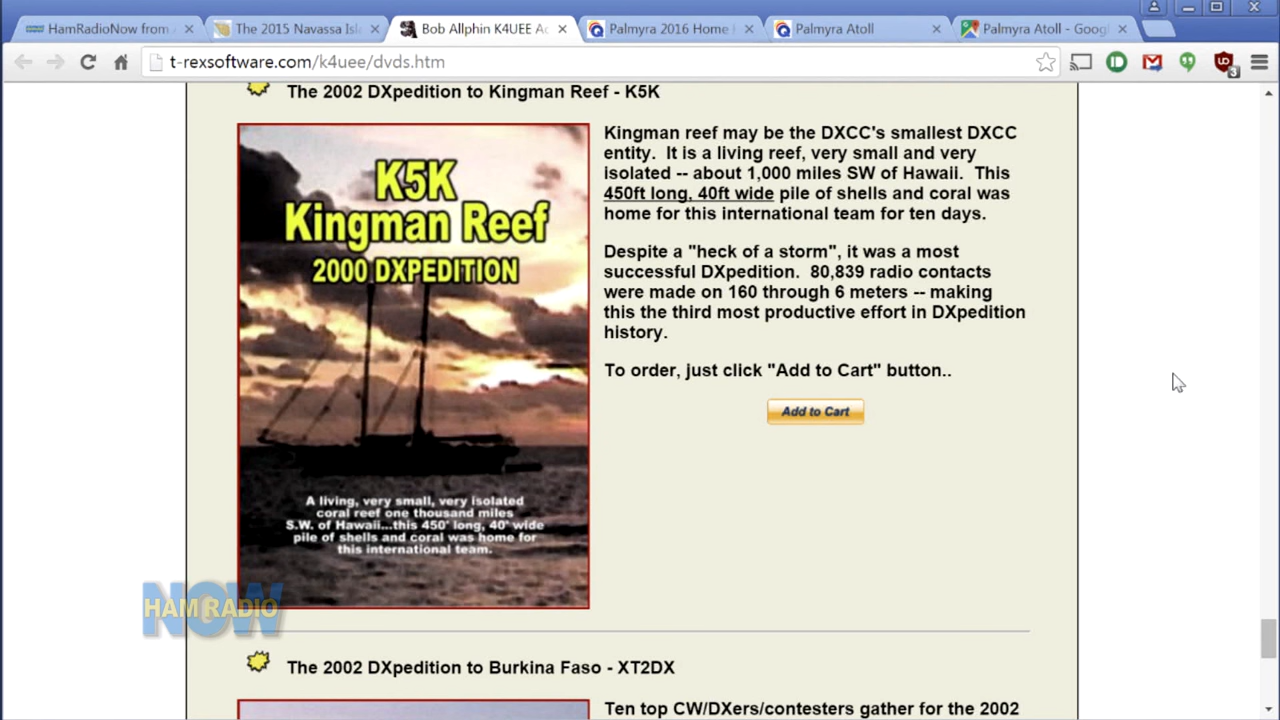 HamRadioNow from
The 2015 Navassa Isl
Bob Allphin K4UEE Ac
Palmyra 2016 Home
Palmyra Atoll
Palmyra Atoll - Goog
t-rexsoftware.com/k4uee/dvds.htm
UD
3
The 2002 DXpedition to Kingman Reef - K5K
K5K
Kingman Reef
2000 DXPEDITION
A living, very small, very isolated
coral reef one thousand miles
S.W. of Hawaii...this 450' long, 40' wide
pile of shells and coral was home for
this international team.
Kingman reef may be the DXCC's smallest DXCC
entity. It is a living reef, very small and very
isolated -- about 1,000 miles SW of Hawaii. This
450ft long, 40ft wide pile of shells and coral was
home for this international team for ten days.
Despite a "heck of a storm", it was a most
successful DXpedition. 80,839 radio contacts
were made on 160 through 6 meters -- making
this the third most productive effort in DXpedition
history.
To order, just click "Add to Cart" button..
Add to Cart
NOW
HAM RADIO
The 2002 DXpedition to Burkina Faso - XT2DX
Ten top CW/DXers/contesters gather for the 2002